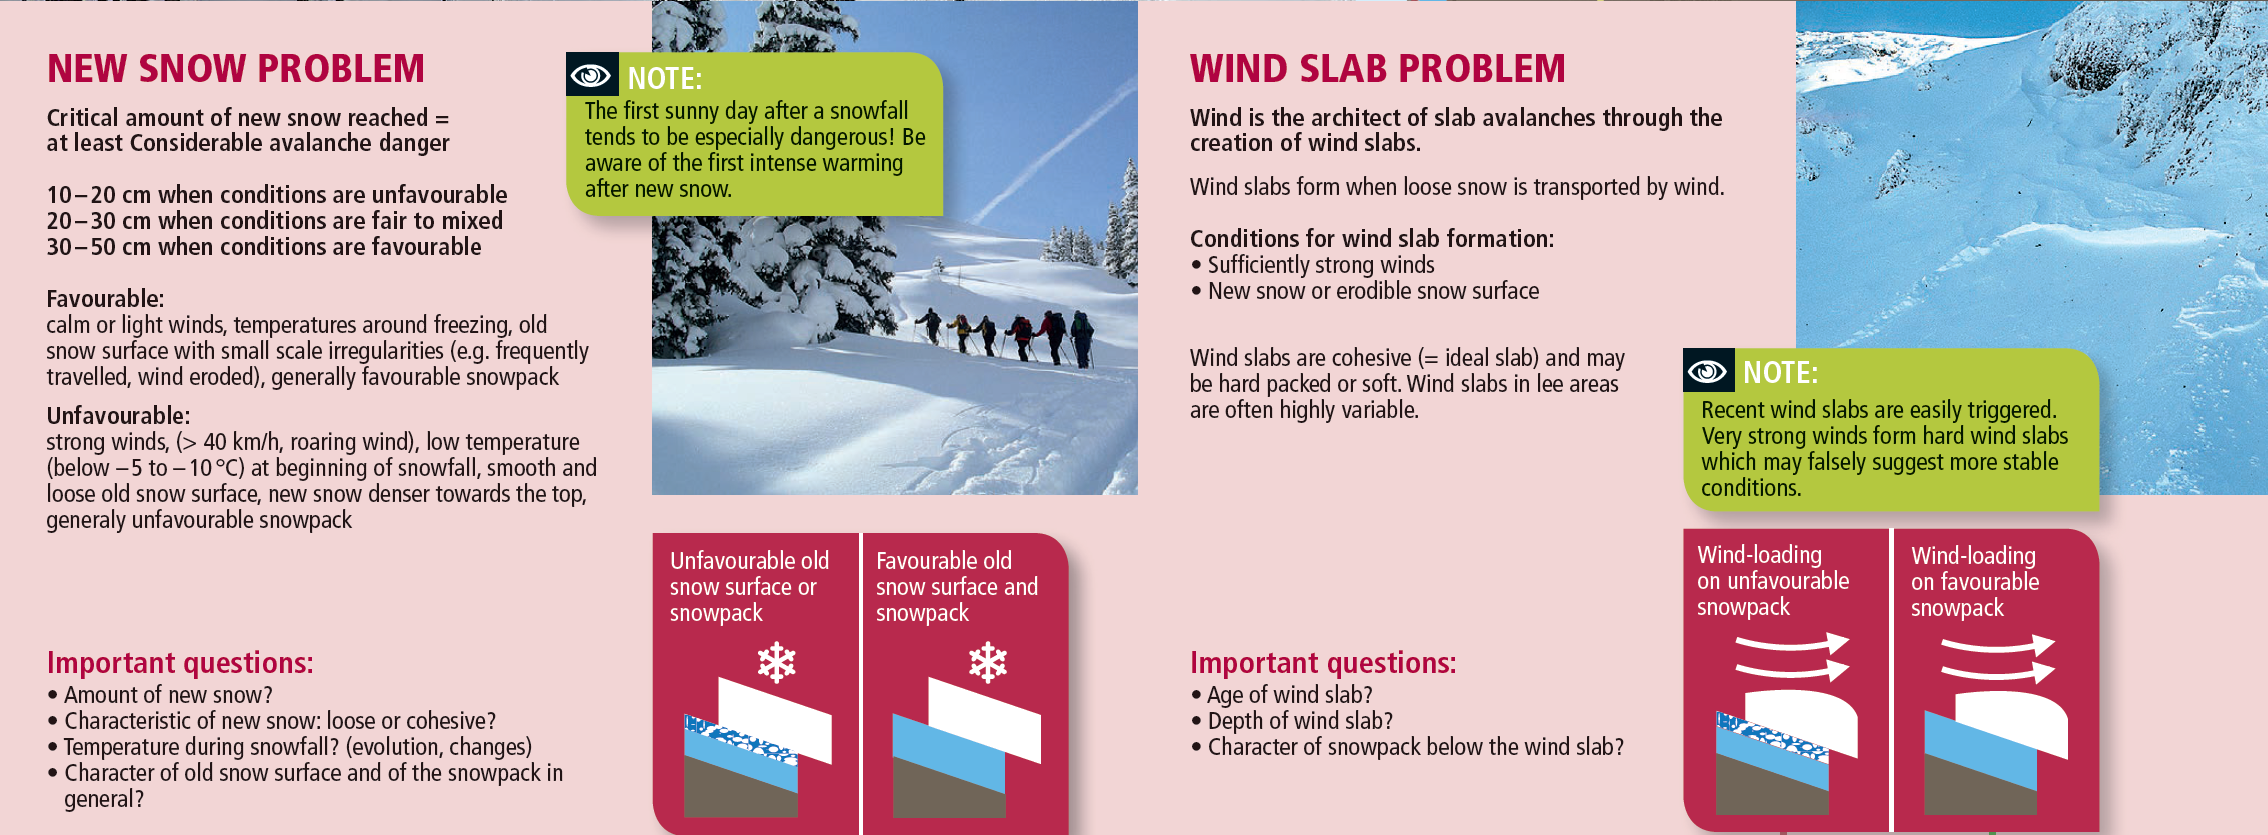 NEW SNOW PROBLEM
Critical amount of new snow reached =
at least Considerable avalanche danger
10–20 cm when conditions are unfavourable
20–30 cm when conditions are fair to mixed
30–50 cm when conditions are favourable
Favourable:
calm or light winds, temperatures around freezing, old
snow surface with small scale irregularities (e.g. frequently
travelled, wind eroded), generally favourable snowpack
Unfavourable:
strong winds, (> 40 km/h, roaring wind), low temperature
(below –5 to –10 °C) at beginning of snowfall, smooth and
loose old snow surface, new snow denser towards the top,
generaly unfavourable snowpack
Important questions:
• Amount of new snow?
• Characteristic of new snow: loose or cohesive?
• Temperature during snowfall? (evolution, changes)
• Character of old snow surface and of the snowpack in
general?
NOTE:
The first sunny day after a snowfall
tends to be especially dangerous! Be
aware of the first intense warming
after new snow.
Unfavourable old
snow surface or
snowpack
Favourable old
snow surface and
snowpack
WIND SLAB PROBLEM
Wind is the architect of slab avalanches through the
creation of wind slabs.
Wind slabs form when loose snow is transported by wind.
Conditions for wind slab formation:
• Sufficiently strong winds
• New snow or erodible snow surface
Wind slabs are cohesive (= ideal slab) and may
be hard packed or soft. Wind slabs in lee areas
are often highly variable.
Important questions:
• Age of wind slab?
• Depth of wind slab?
• Character of snowpack below the wind slab?
NOTE:
Recent wind slabs are easily triggered.
Very strong winds form hard wind slabs
which may falsely suggest more stable
conditions.
Wind-loading
on unfavourable
snowpack
Wind-loading
on favourable
snowpack